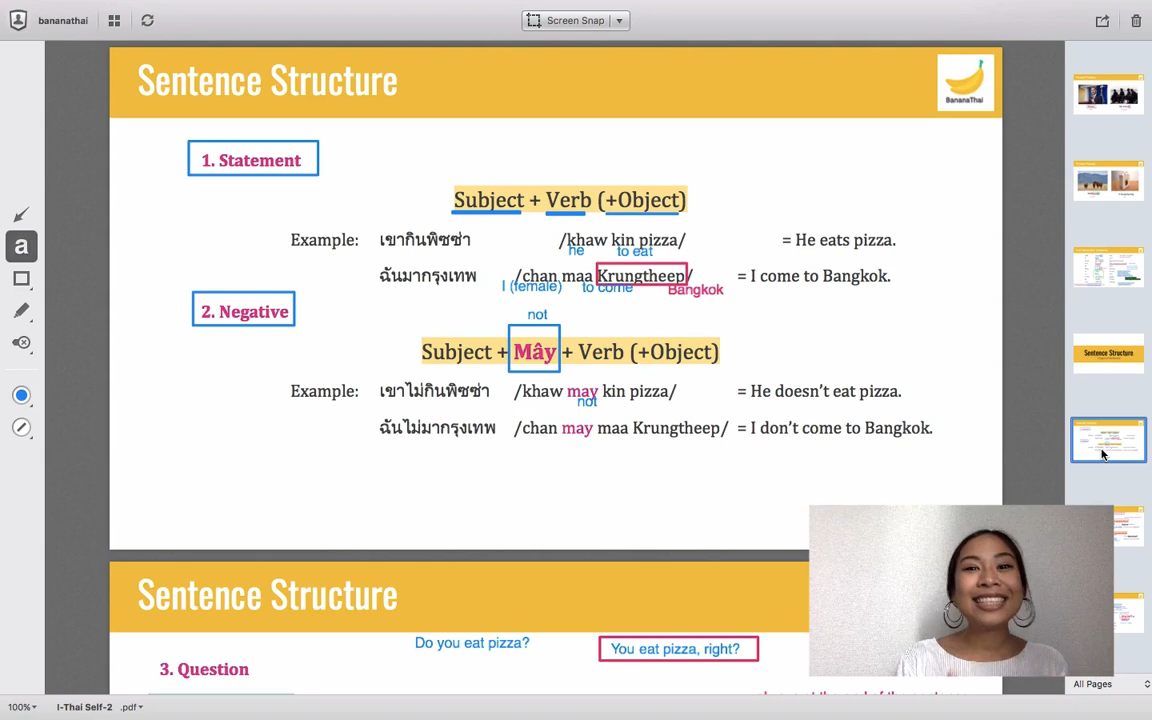 bananathai
Screen Snap
Sentence Structure
BananaThai
1. Statement
Subject + Verb (+Object)
Example: เขากินพิซซ่า /khaw kin pizza/ = He eats pizza.
he to eat
ฉันมากรุงเทพ /chan maa Krungtheep/ = I come to Bangkok.
I (female) to come Bangkok
2. Negative
not
Subject + Mây + Verb (+Object)
Example: เขาไม่กินพิซซ่า /khaw may kin pizza/ = He doesn't eat pizza.
not
ฉันไม่มากรุงเทพ /chan may maa Krungtheep/ = I don't come to Bangkok.
Sentence Structure
Do you eat pizza? You eat pizza, right?
3. Question
Sentence Structure
a
All Pages
100% I-Thai Self-2 .pdf